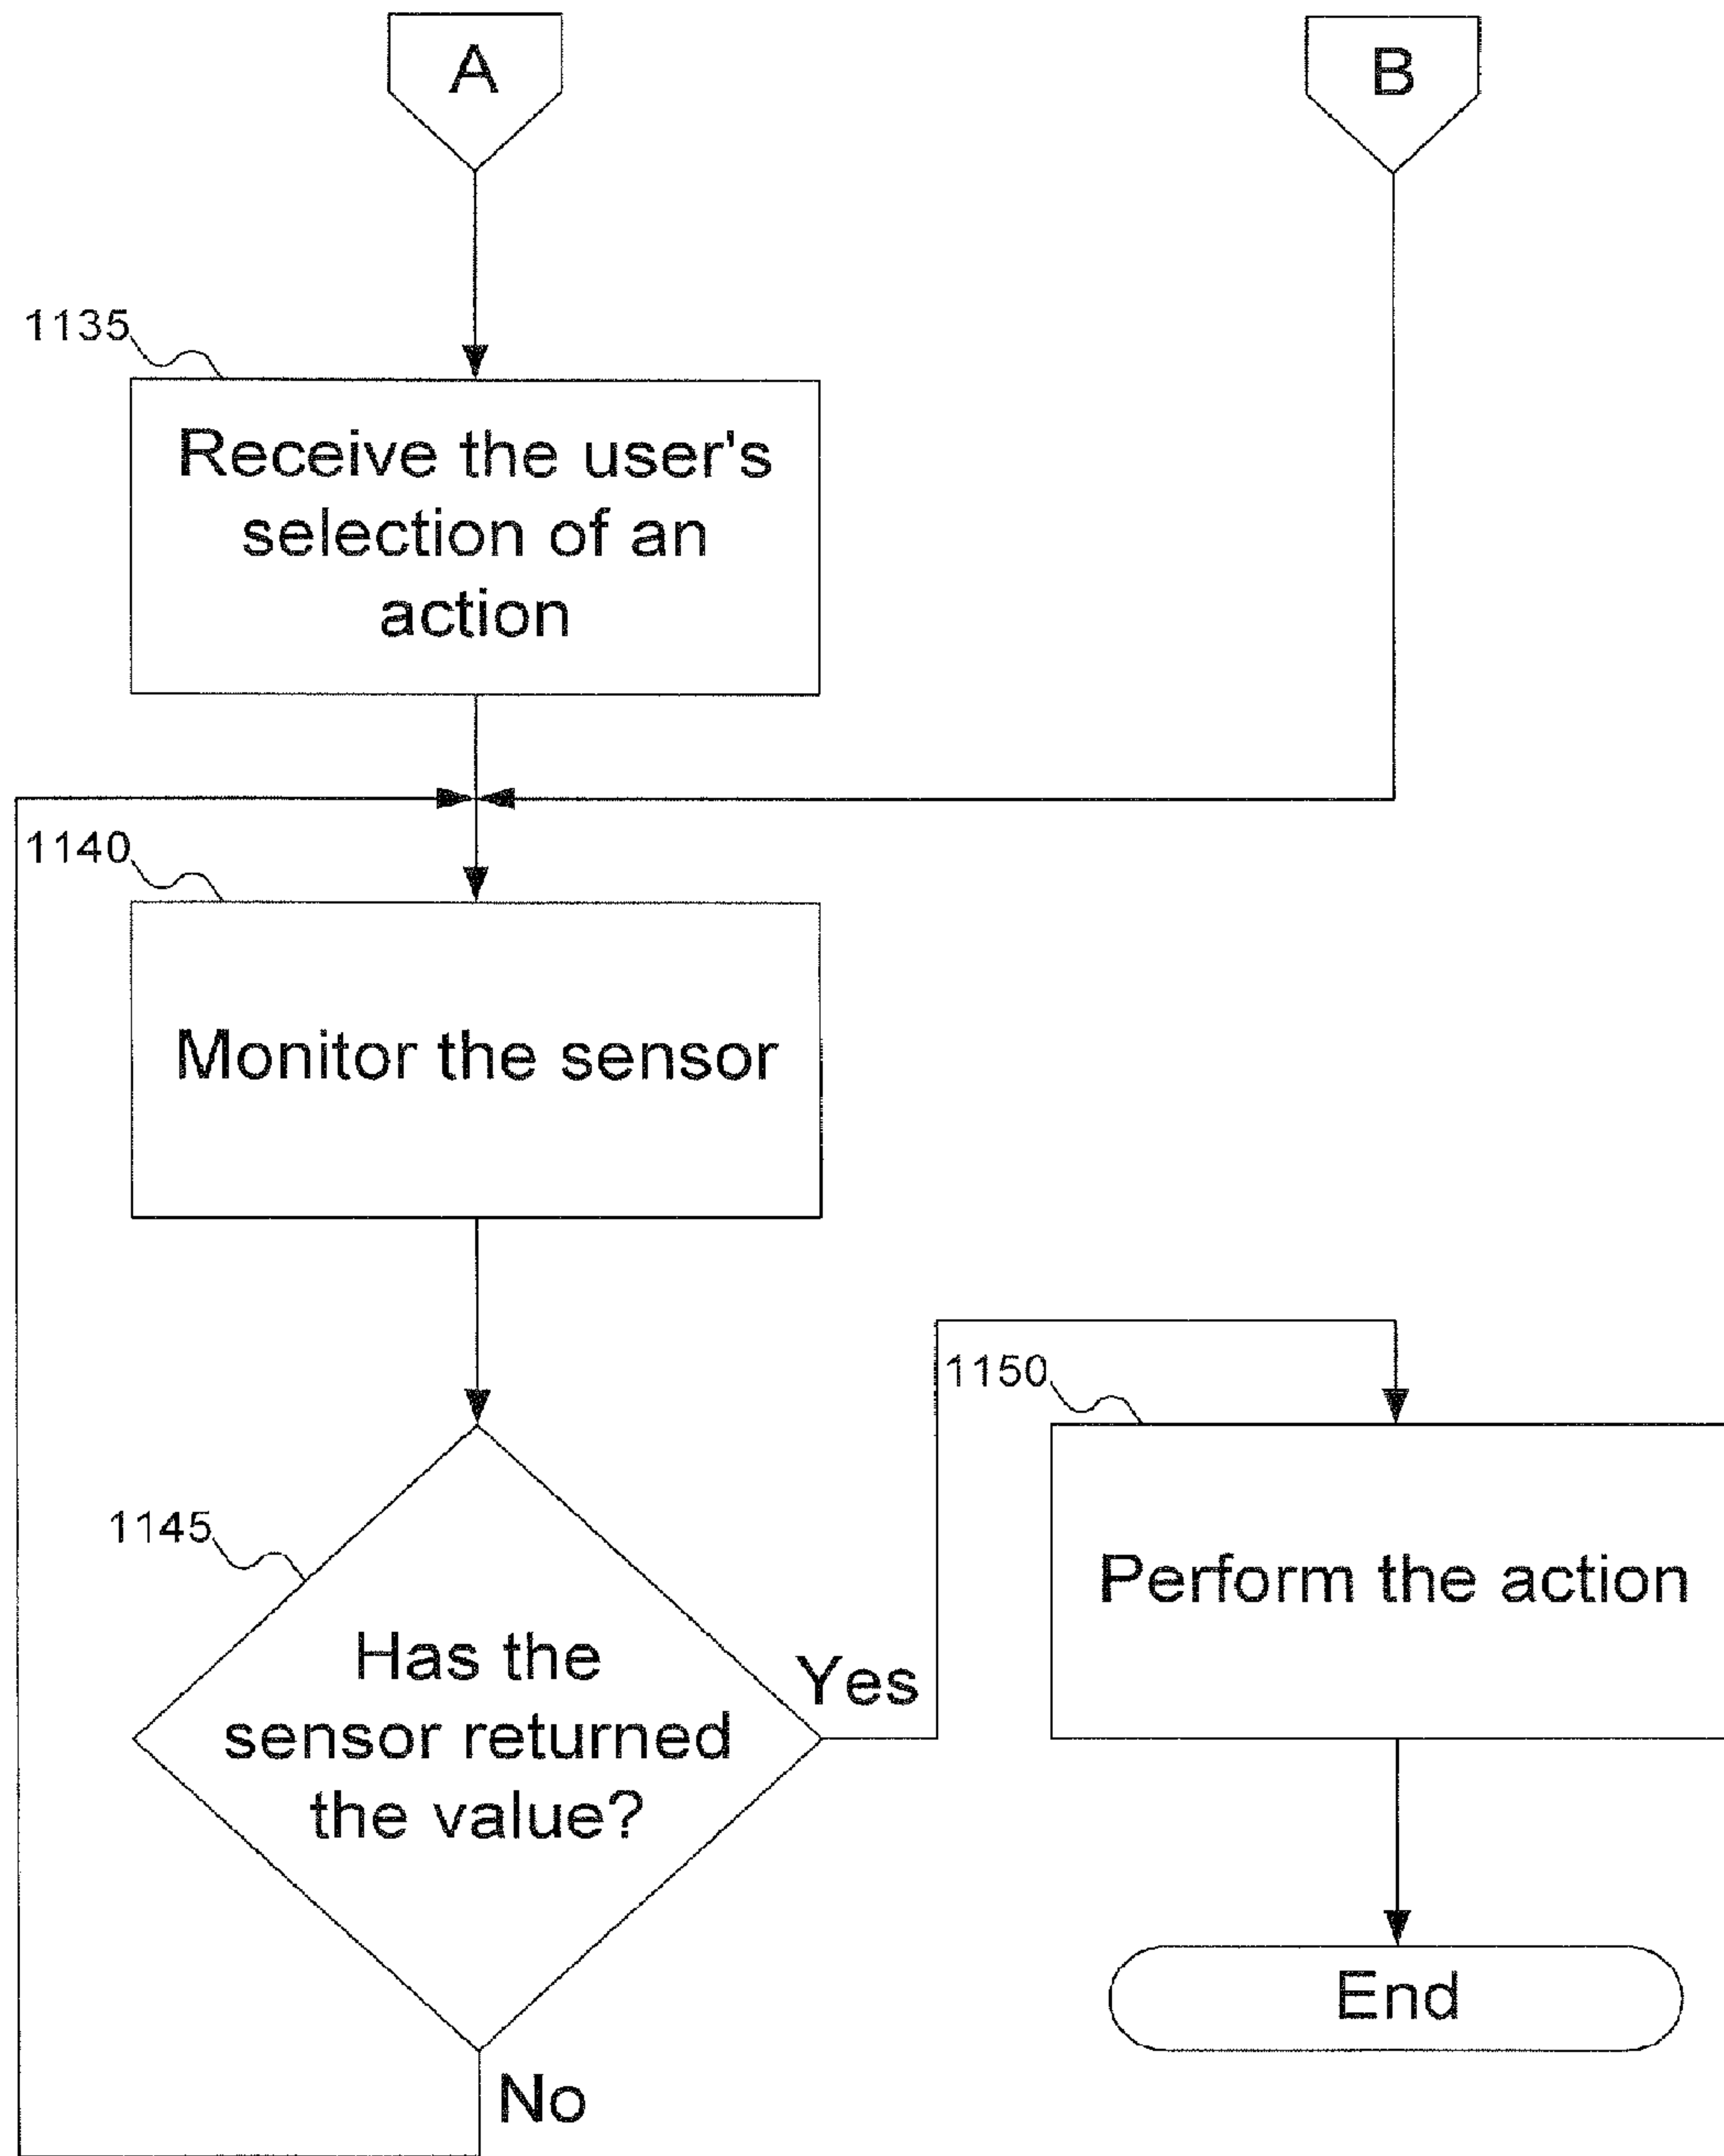 A
B
1135
Receive the user's
selection of an
action
1140
Monitor the sensor
1145
Has the
sensor returned
the value?
Yes
No
1150
Perform the action
End